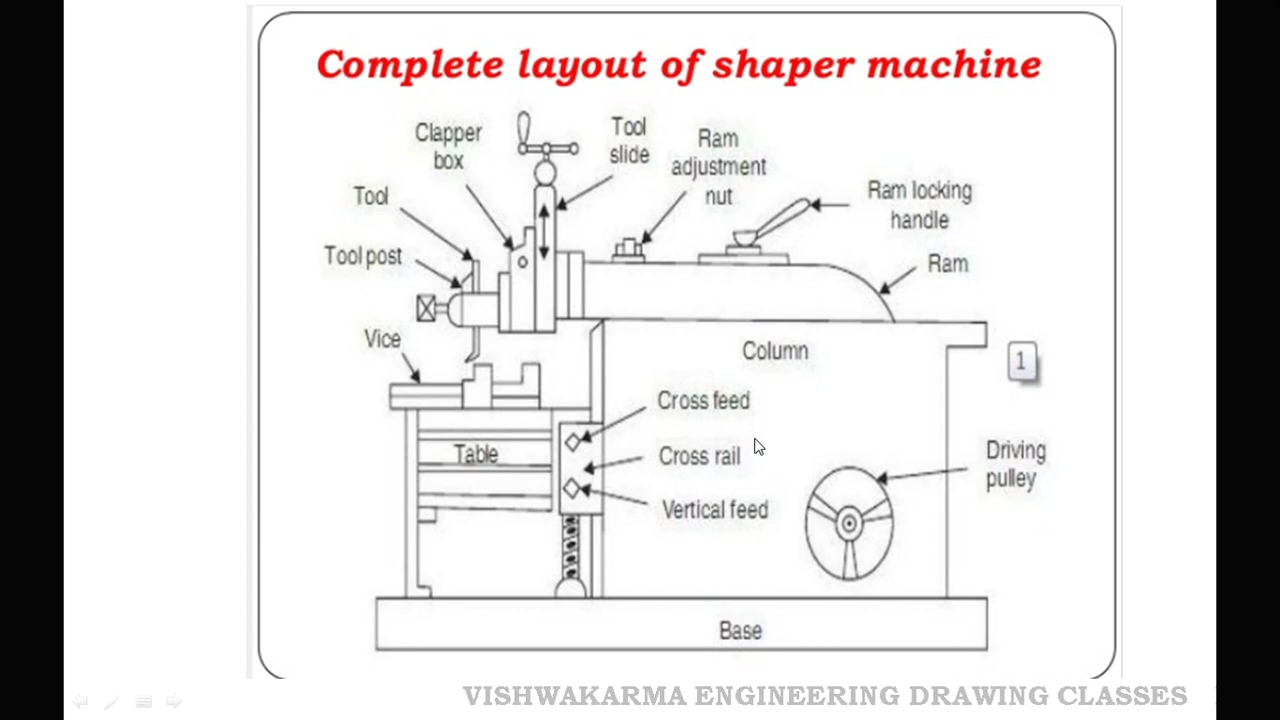 Complete layout of shaper machine
Clapper
box
Tool
slide
Ram
adjustment
nut
Tool
Ram locking
handle
Tool post
Ram
Vice
Column
1
Cross feed
Table
Cross rail
Driving
pulley
Vertical feed
Base
VISHWAKARMA ENGINEERING DRAWING CLASSES